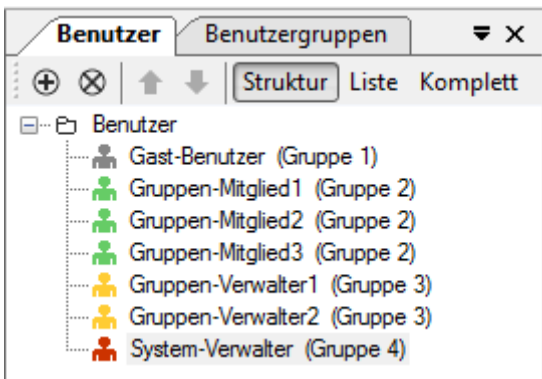 Benutzer Benutzergruppen
Struktur Liste Komplett
Benutzer
Gast-Benutzer (Gruppe 1)
Gruppen-Mitglied1 (Gruppe 2)
Gruppen-Mitglied2 (Gruppe 2)
Gruppen-Mitglied3 (Gruppe 2)
Gruppen-Verwalter1 (Gruppe 3)
Gruppen-Verwalter2 (Gruppe 3)
System-Verwalter (Gruppe 4)